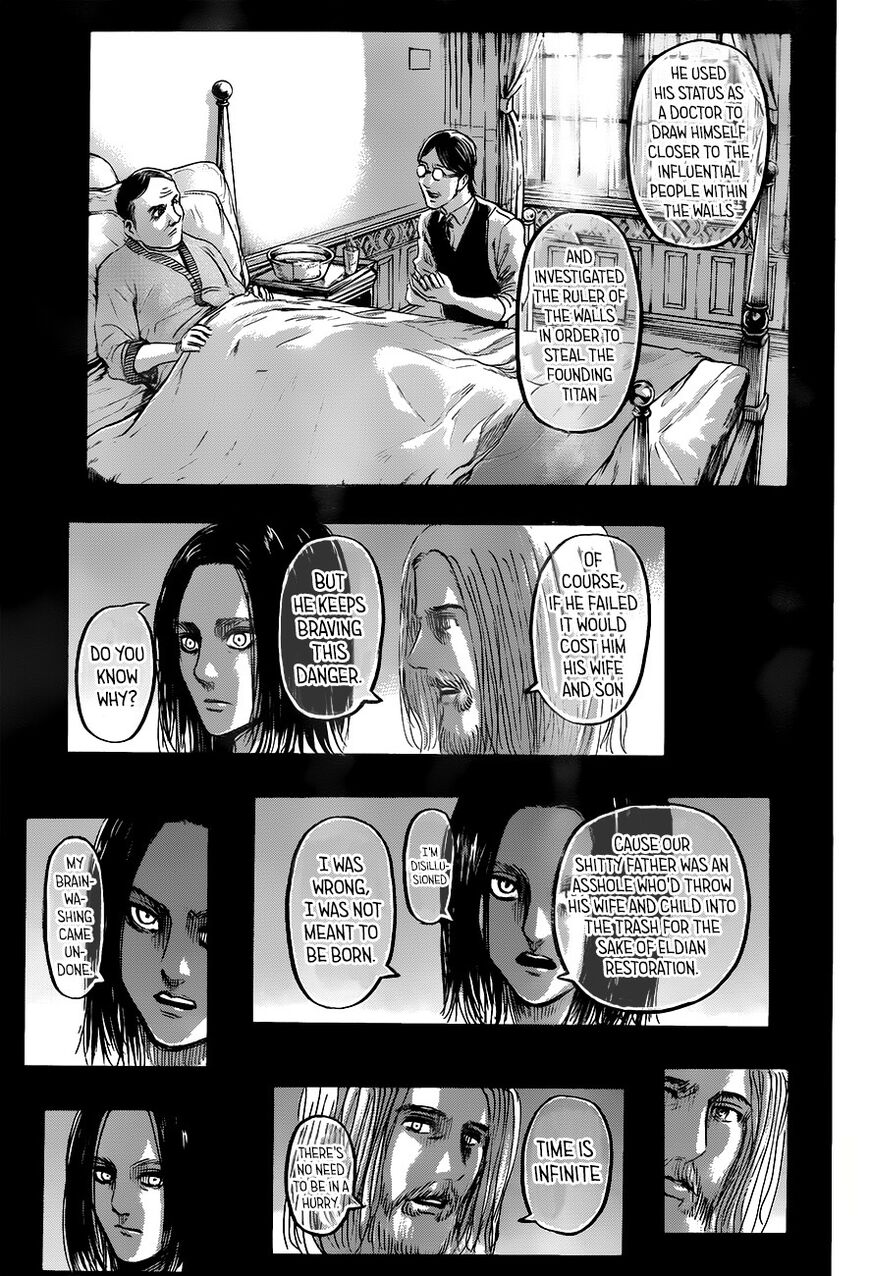 HE USED
HIS STATUS AS
A DOCTOR TO
DRAW HIMSELF
CLOSER TO THE
INFLUENTIAL
PEOPLE WITHIN
THE WALLS
AND
INVESTIGATED
THE RULER OF
THE WALLS
IN ORDER TO
STEAL THE
FOUNDING
TITAN
OF
COURSE,
IF HE FAILED
IT WOULD
COST HIM
HIS WIFE
AND SON
BUT
HE KEEPS
BRAVING
THIS
DANGER.
DO YOU
KNOW
WHY?
CAUSE OUR
SHITTY FATHER WAS AN
ASSHOLE WHO'D THROW
HIS WIFE AND CHILD INTO
THE TRASH FOR THE
SAKE OF ELDIAN
RESTORATION.
I'M
DISILLU-
SIONED
I WAS
WRONG,
I WAS NOT
MEANT TO
BE BORN.
MY
BRAIN-
WA-
SHING
CAME
UN-
DONE.
TIME IS
INFINITE
THERE'S
NO NEED
TO BE IN A
HURRY.